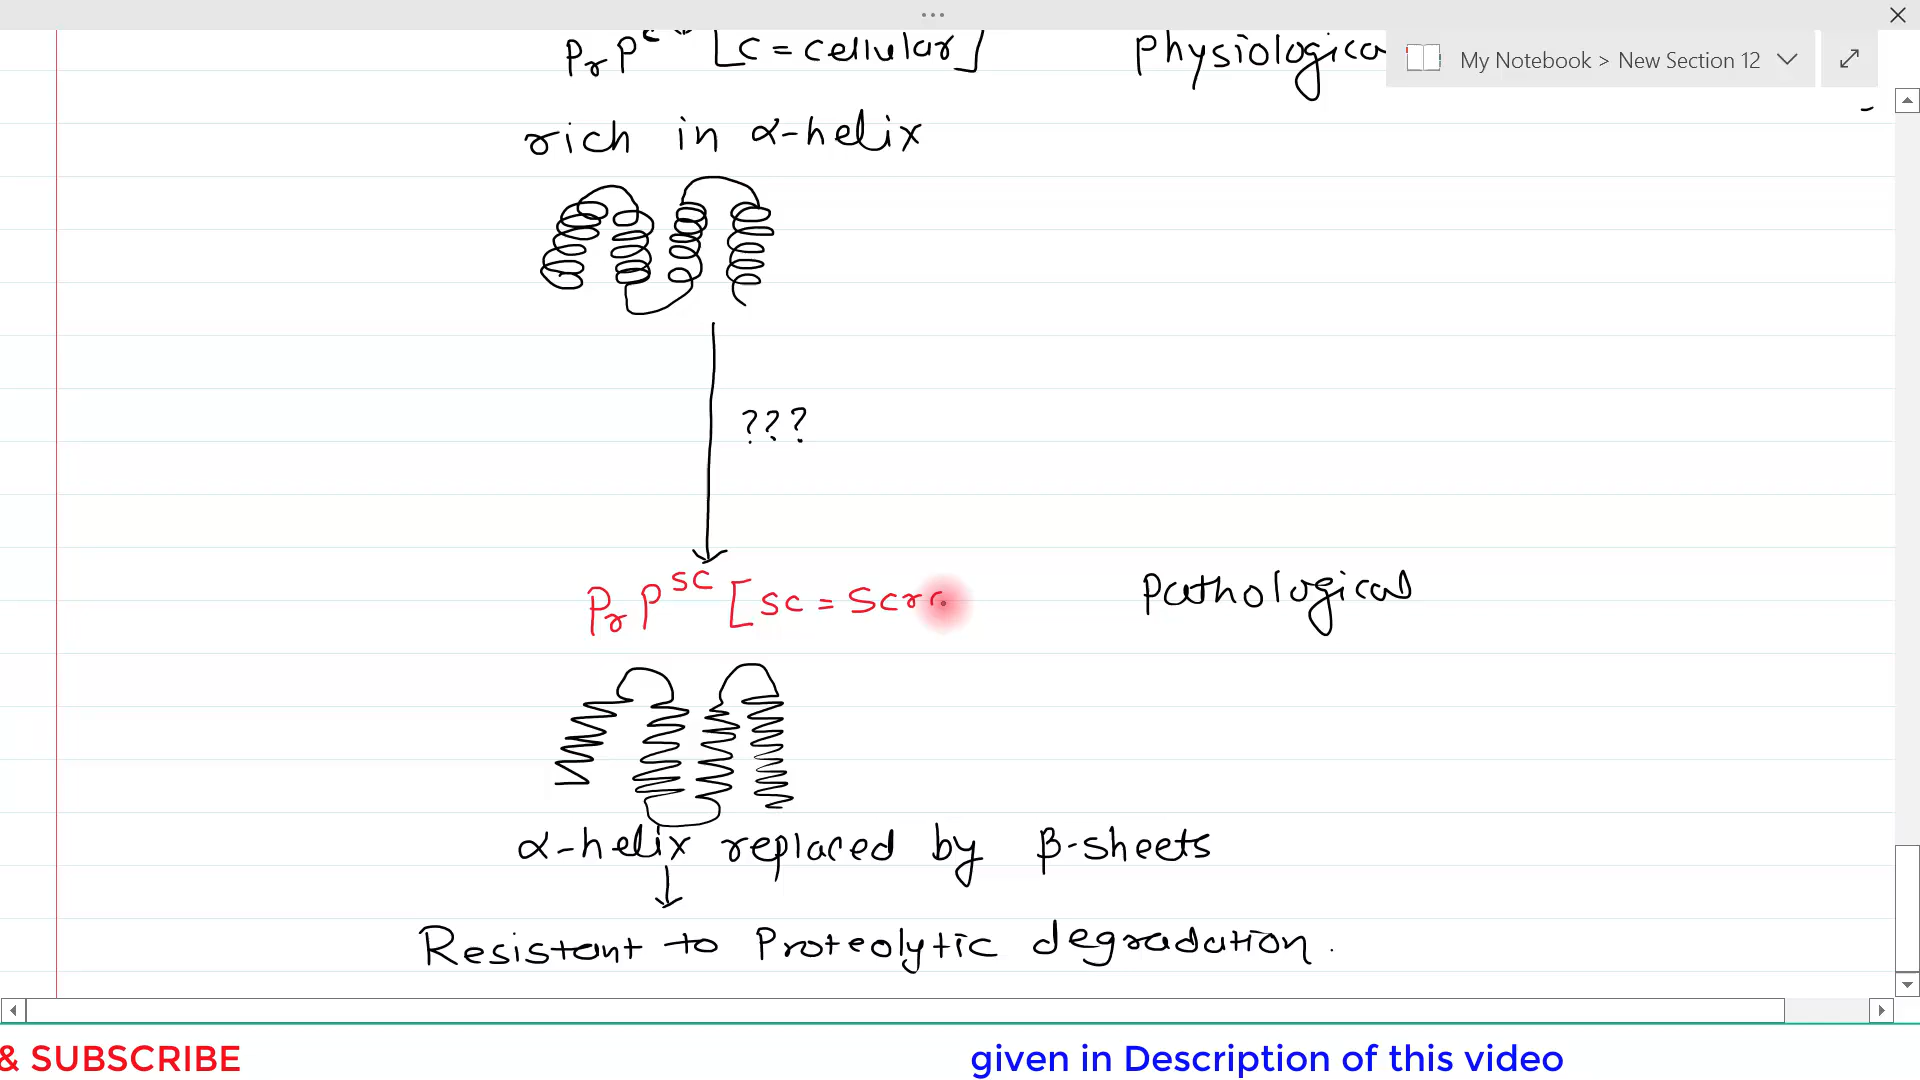 PrP^c [C = cellular] Physiologica
My Notebook > New Section 12
rich in α-helix
???
PrP^sc [SC = Scra
Pathological
α-helix replaced by β-sheets
Resistant to Proteolytic degradation.
& SUBSCRIBE given in Description of this video